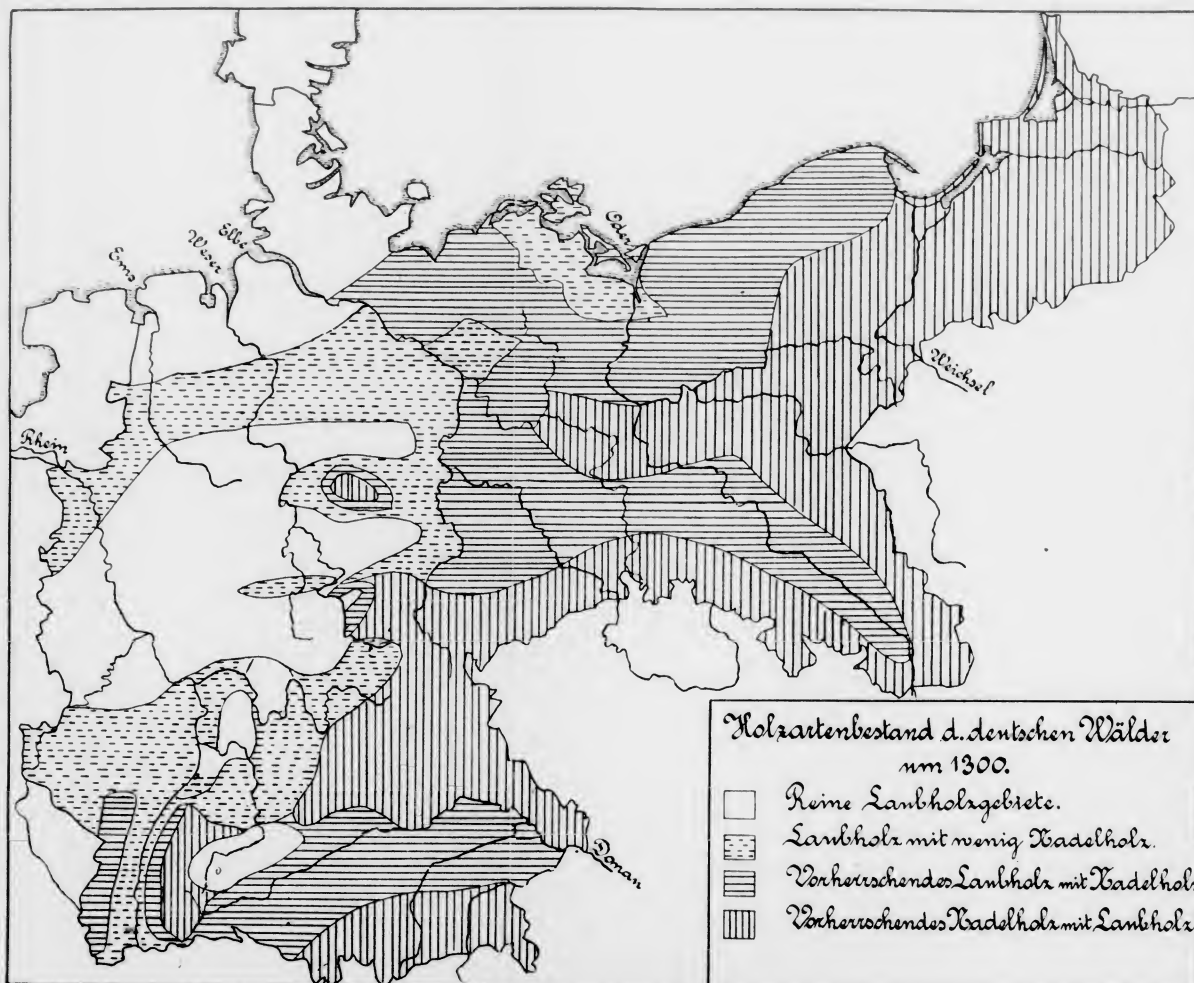 Ems
Weser
Elbe
Oder
Weichsel
Rhein
Donau
Holzartenbestand d. deutschen Wälder
um 1300.
Reine Laubholzgebiete.
Laubholz mit wenig Nadelholz.
Vorherrschendes Laubholz mit Nadelholz
Vorherrschendes Nadelholz mit Laubholz